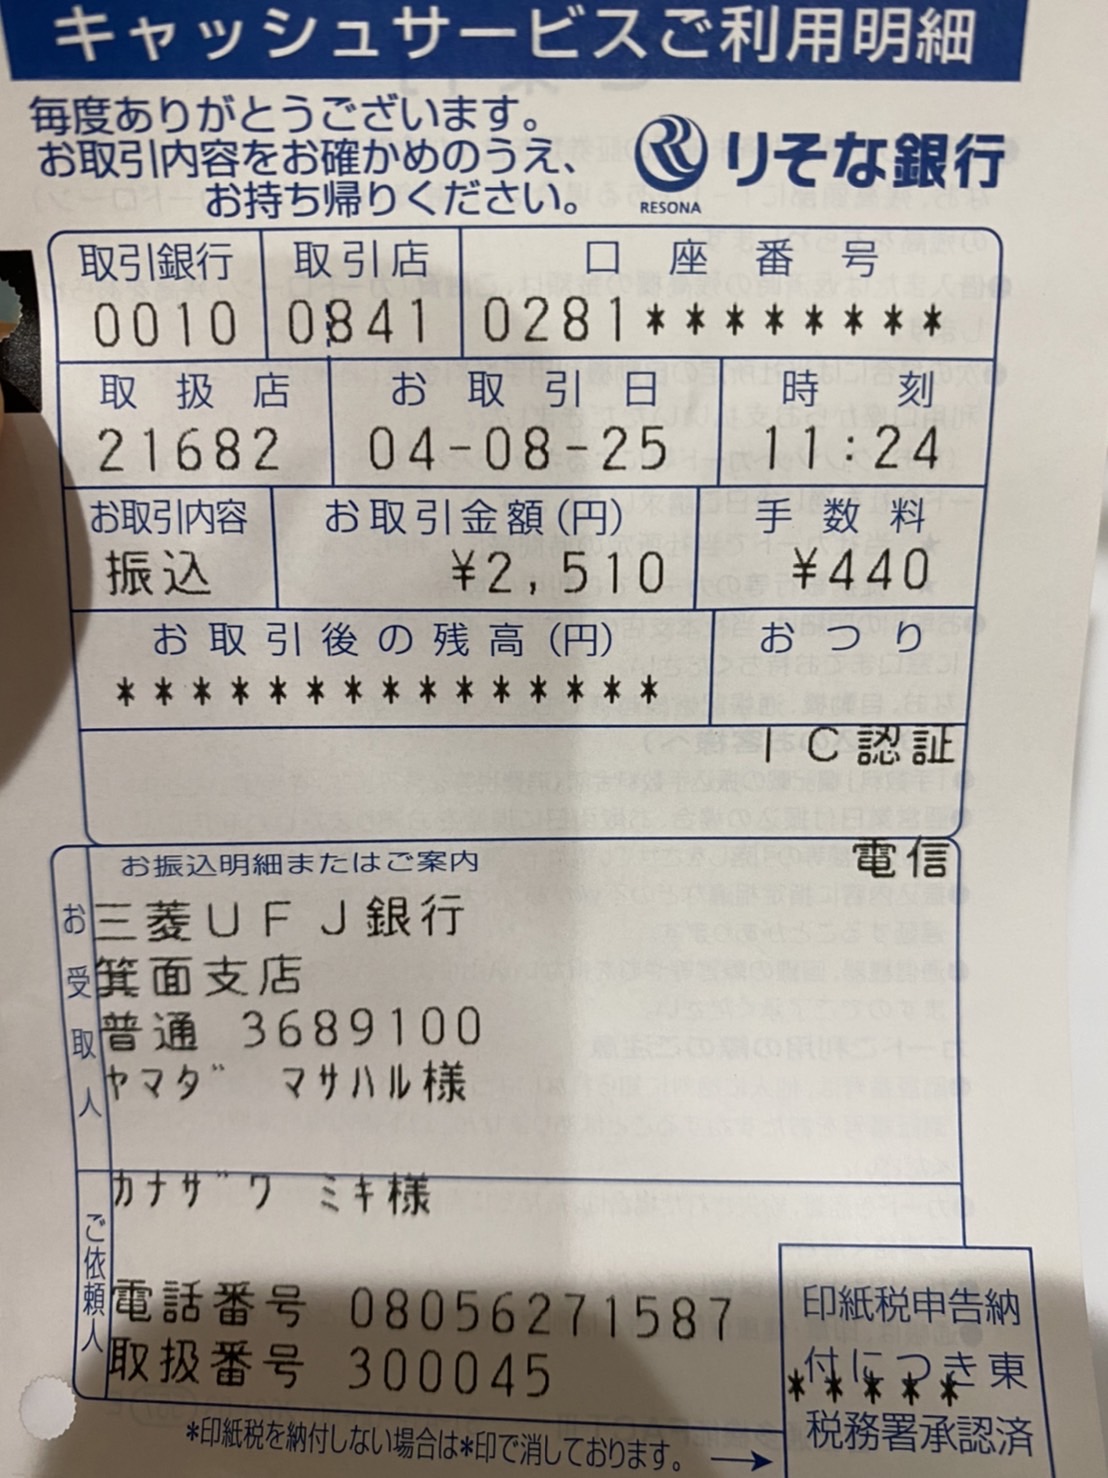 キャッシュサービスご利用明細
毎度ありがとうございます。
お取引内容をお確かめのうえ、
お持ち帰りください。
りそな銀行
RESONA
取引銀行 取引店 口座番号
0010 0841 0281********
取扱店 お取引日 時刻
21682 04-08-25 11:24
お取引内容 お取引金額(円) 手数料
振込 ¥2,510 ¥440
お取引後の残高(円) おつり
***************
IC認証
お振込明細またはご案内 電信
お受取人
三菱UFJ銀行
箕面支店
普通 3689100
ヤマダ マサハル様
ご依頼人
カナザワ ミキ様
電話番号 08056271587
取扱番号 300045
印紙税申告納
付につき東
*****
税務署承認済
*印紙税を納付しない場合は*印で消しております。 →